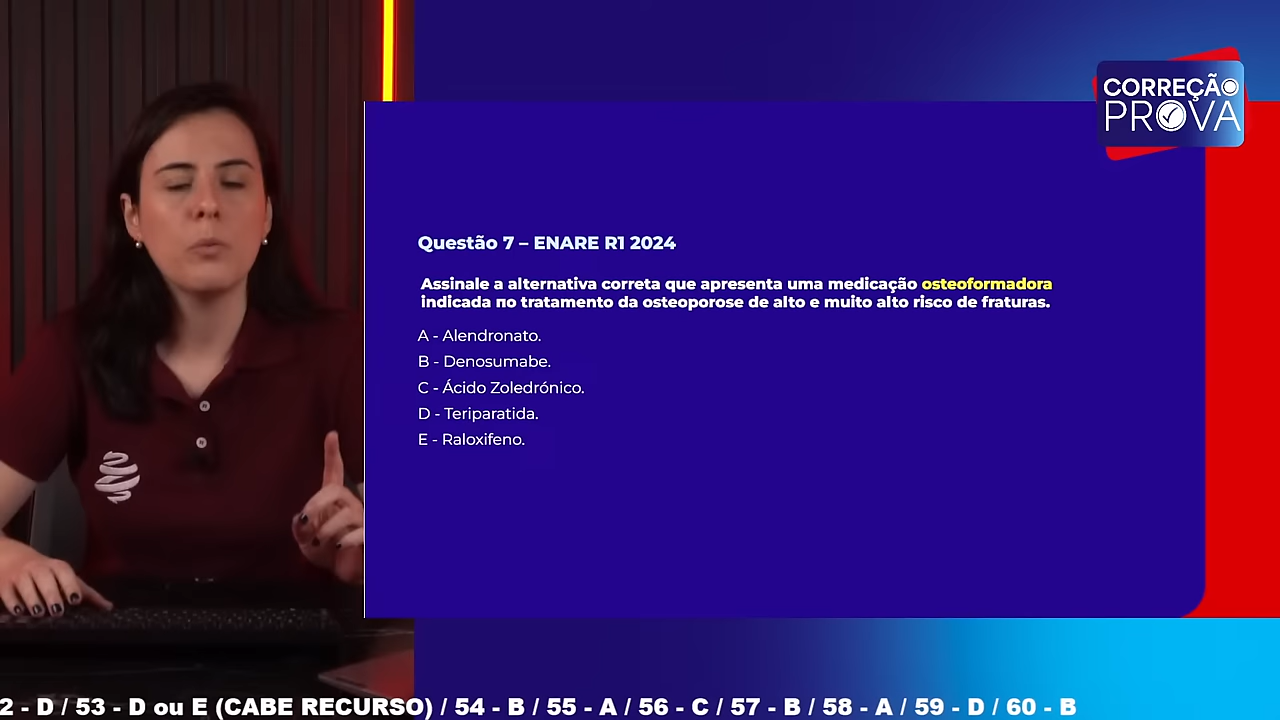 CORREÇÃO
PROVA
Questão 7 – ENARE R1 2024
Assinale a alternativa correta que apresenta uma medicação osteoformadora
indicada no tratamento da osteoporose de alto e muito alto risco de fraturas.
A - Alendronato.
B - Denosumabe.
C - Ácido Zoledrónico.
D - Teriparatida.
E - Raloxifeno.
2 - D / 53 - D ou E (CABE RECURSO) / 54 - B / 55 - A / 56 - C / 57 - B / 58 - A / 59 - D / 60 - B